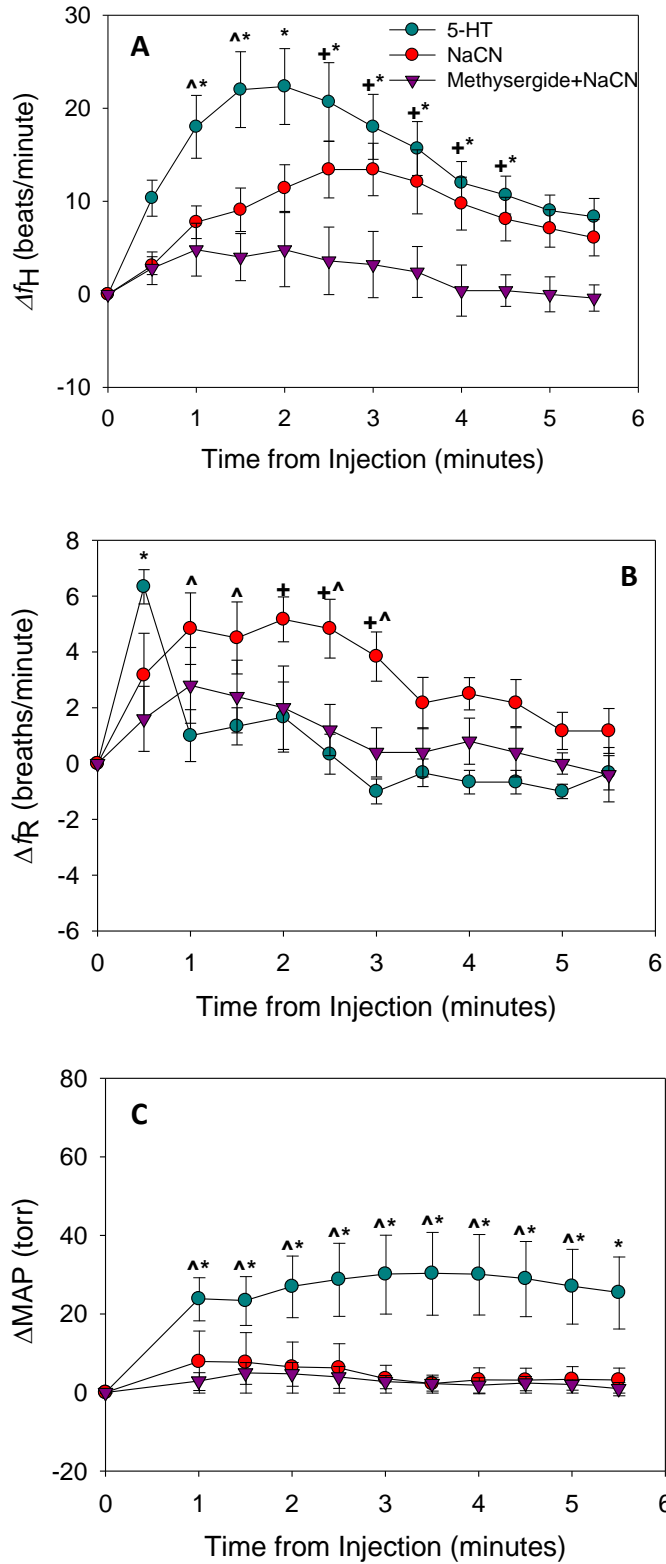 A
5-HT
NaCN
Methysergide+NaCN
^* ^* * +* +* +* +* +*
30
20
10
0
-10
ΔfH (beats/minute)
0 1 2 3 4 5 6
Time from Injection (minutes)
B
* ^ ^ + +^ +^
8
6
4
2
0
-2
-4
-6
ΔfR (breaths/minute)
0 1 2 3 4 5 6
Time from Injection (minutes)
C
^* ^* ^* ^* ^* ^* ^* ^* ^* *
80
60
40
20
0
-20
ΔMAP (torr)
0 1 2 3 4 5 6
Time from Injection (minutes)